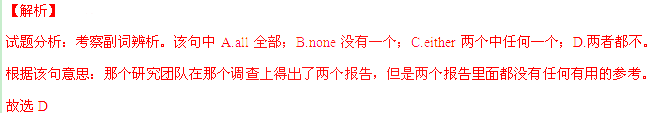 【解析】
试题分析：考察副词辨析。该句中 A.all 全部；B.none 没有一个；C.either 两个中任何一个；D.两者都不。
根据该句意思：那个研究团队在那个调查上得出了两个报告，但是两个报告里面都没有任何有用的参考。
故选 D